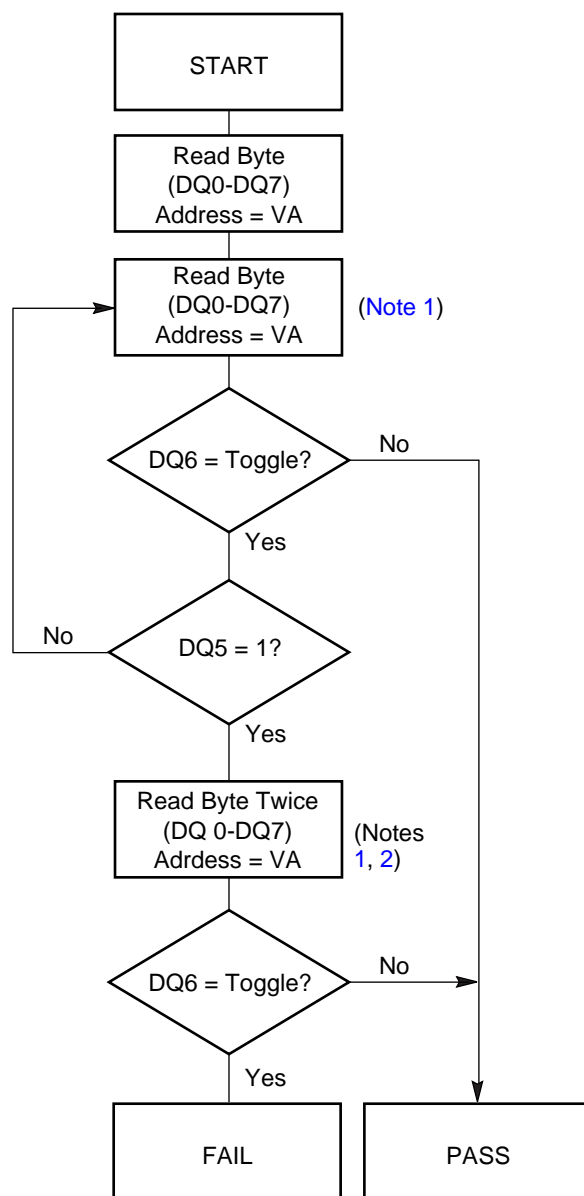 START
Read Byte
(DQ0-DQ7)
Address = VA
Read Byte
(DQ0-DQ7)
Address = VA
(Note 1)
DQ6 = Toggle?
No
Yes
No
DQ5 = 1?
Yes
Read Byte Twice
(DQ 0-DQ7)
Adrdess = VA
(Notes
1, 2)
DQ6 = Toggle?
No
Yes
FAIL
PASS